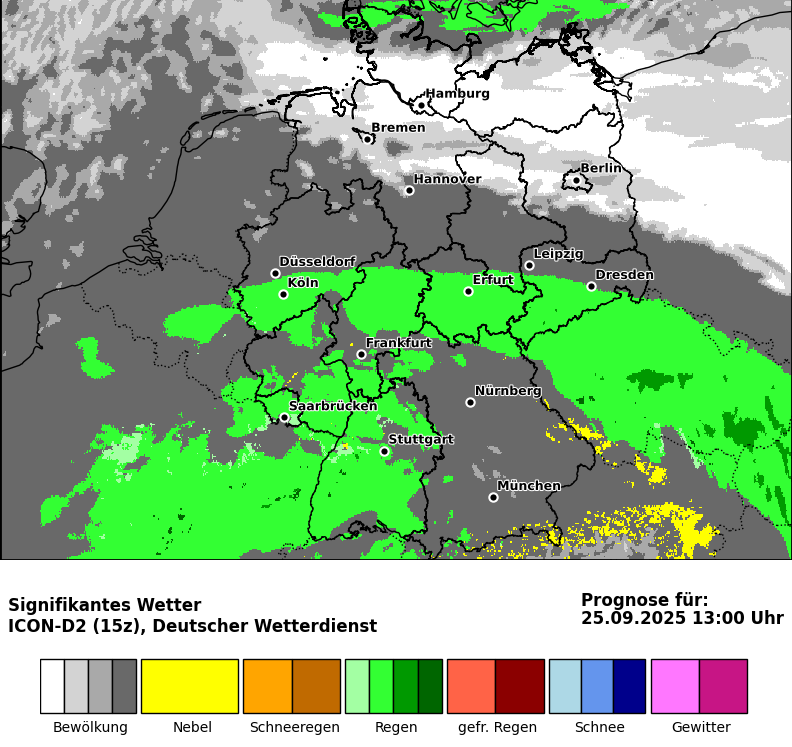 Hamburg
Bremen
Berlin
Hannover
Leipzig
Düsseldorf
Dresden
Köln
Erfurt
Frankfurt
Nürnberg
Saarbrücken
Stuttgart
München
Signifikantes Wetter
ICON-D2 (15z), Deutscher Wetterdienst
Prognose für:
25.09.2025 13:00 Uhr
Bewölkung Nebel Schneeregen Regen gefr. Regen Schnee Gewitter